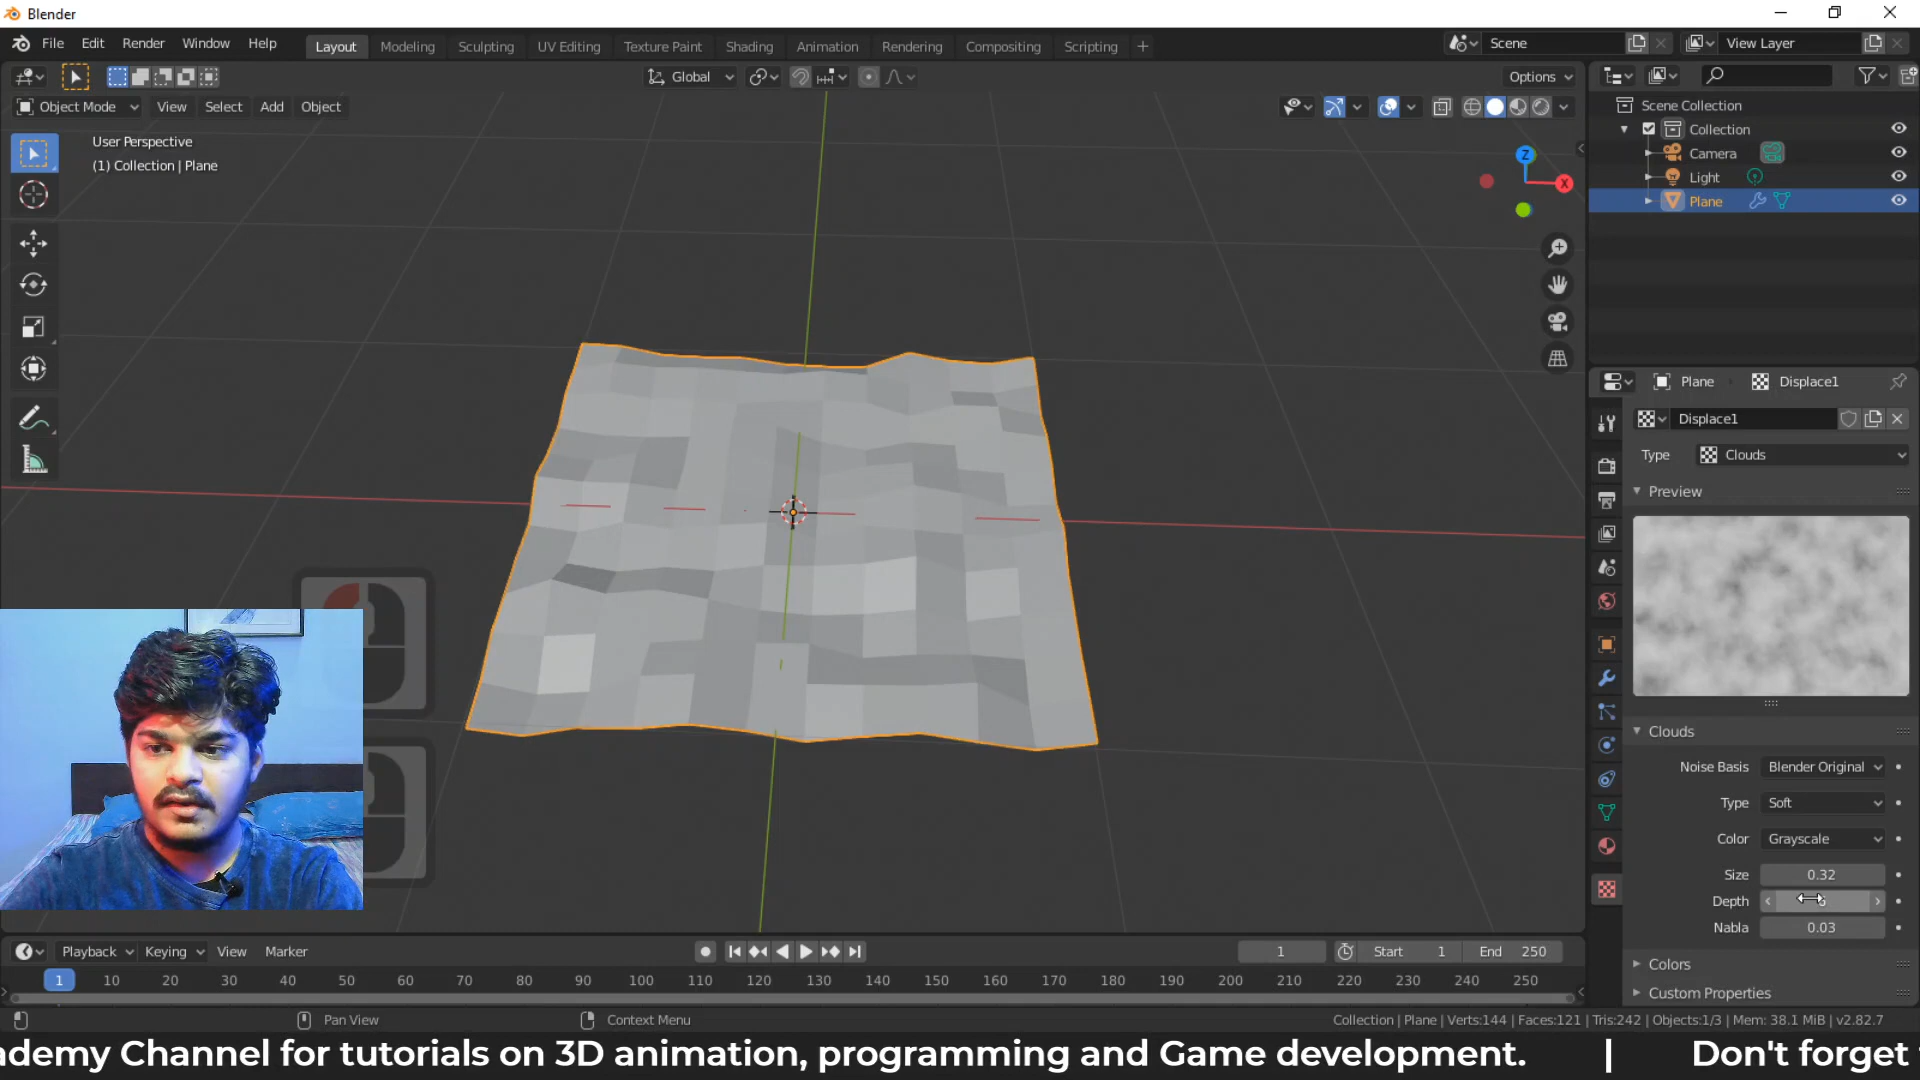 Blender
File Edit Render Window Help Layout Modeling Sculpting UV Editing Texture Paint Shading Animation Rendering Compositing Scripting + Scene View Layer
Global Options
Object Mode View Select Add Object
User Perspective
(1) Collection | Plane
Z
X
Scene Collection
Collection
Camera
Light
Plane
Plane Displace1
Displace1
Type Clouds
Preview
Clouds
Noise Basis Blender Original
Type Soft
Color Grayscale
Size 0.32
Depth
Nabla 0.03
Colors
Custom Properties
Playback Keying View Marker 1 Start 1 End 250
1 10 20 30 40 50 60 70 80 90 100 110 120 130 140 150 160 170 180 190 200 210 220 230 240 250
Pan View Context Menu Collection | Plane | Verts:144 | Faces:121 | Tris:242 | Objects:1/3 | Mem: 38.1 MiB | v2.82.7
ademy Channel for tutorials on 3D animation, programming and Game development. | Don't forget